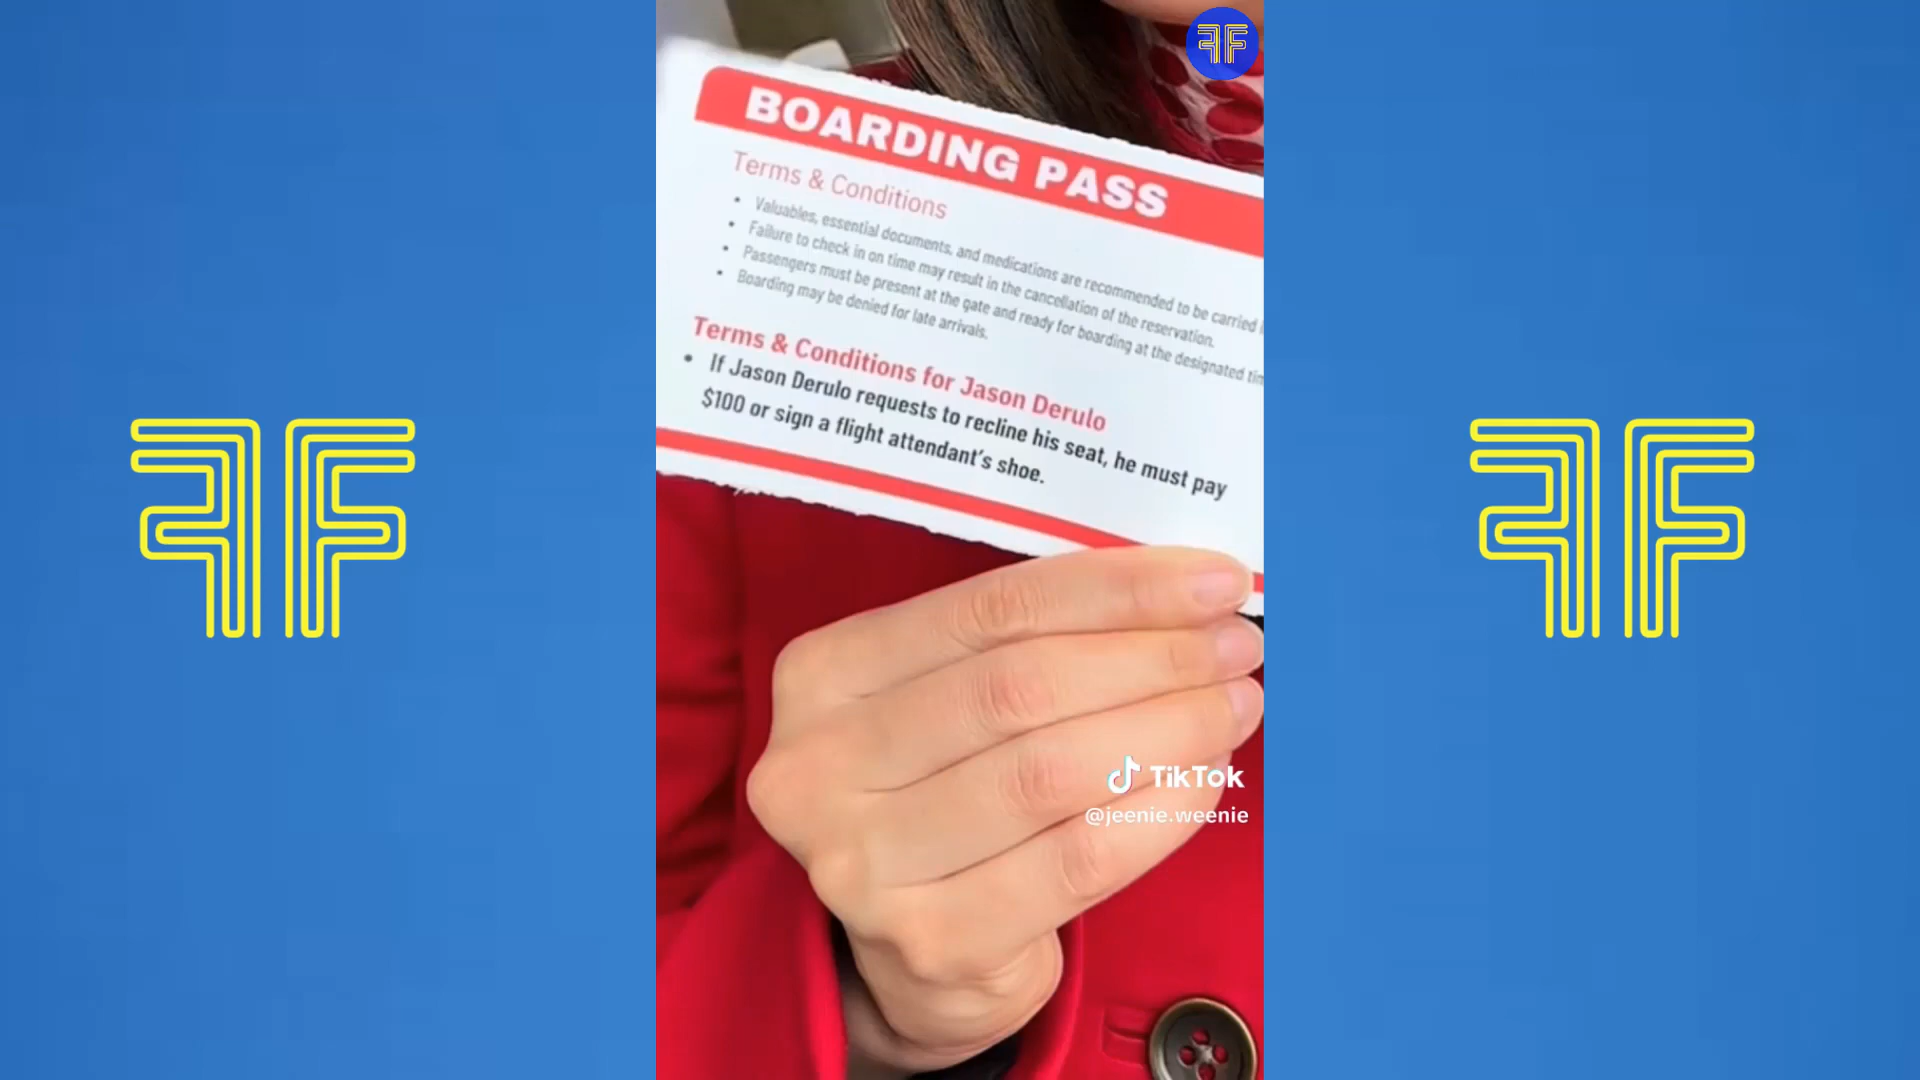 BOARDING PASS
Terms & Conditions
• Valuables, essential documents, and medications are recommended to be carried
• Failure to check in on time may result in the cancellation of the reservation.
• Passengers must be present at the gate and ready for boarding at the designated
• Boarding may be denied for late arrivals.
Terms & Conditions for Jason Derulo
• If Jason Derulo requests to recline his seat, he must pay
$100 or sign a flight attendant's shoe.
TikTok
@jeenie.weenie